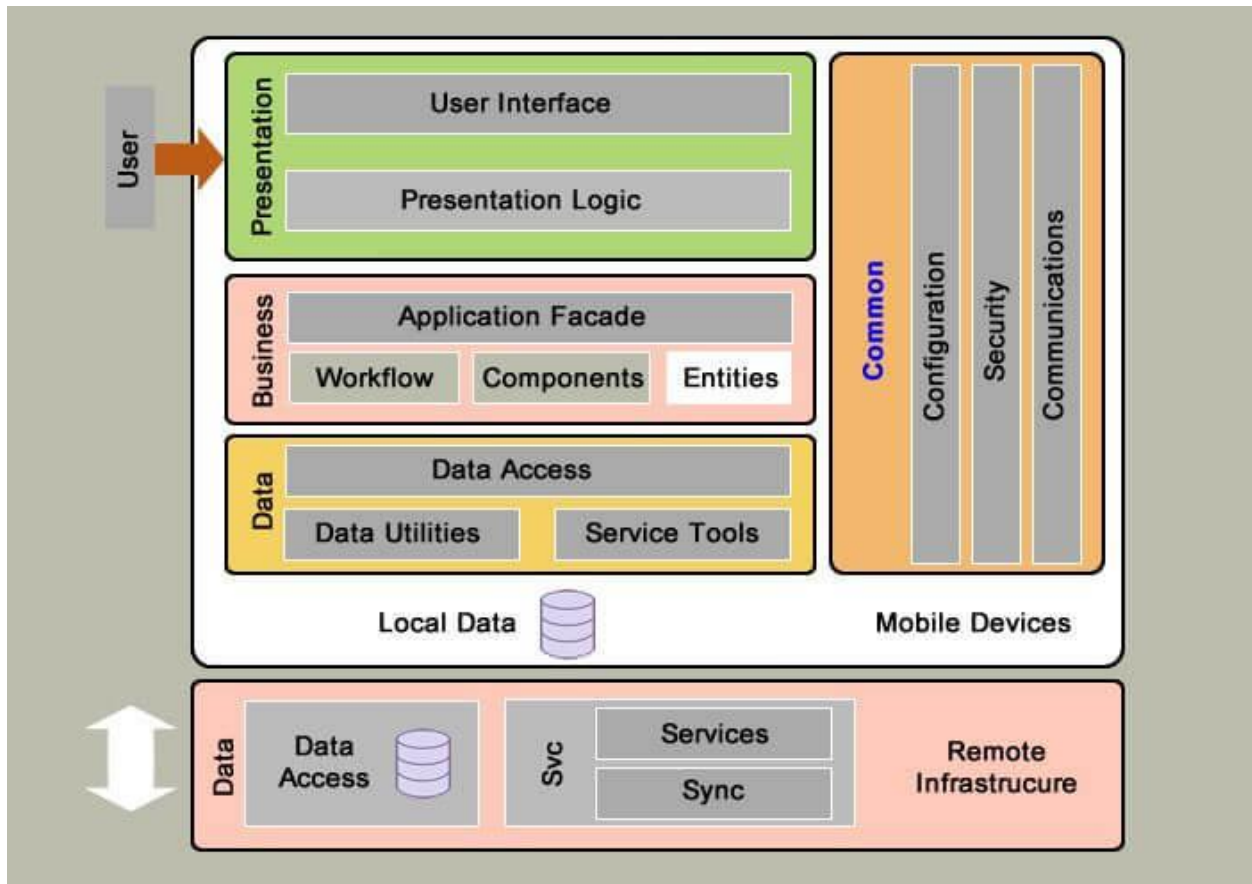 User
Presentation
User Interface
Presentation Logic
Business
Application Facade
Workflow
Components
Entities
Data
Data Access
Data Utilities
Service Tools
Common
Configuration
Security
Communications
Local Data
Mobile Devices
Data
Data
Access
Svc
Services
Sync
Remote
Infrastrucure